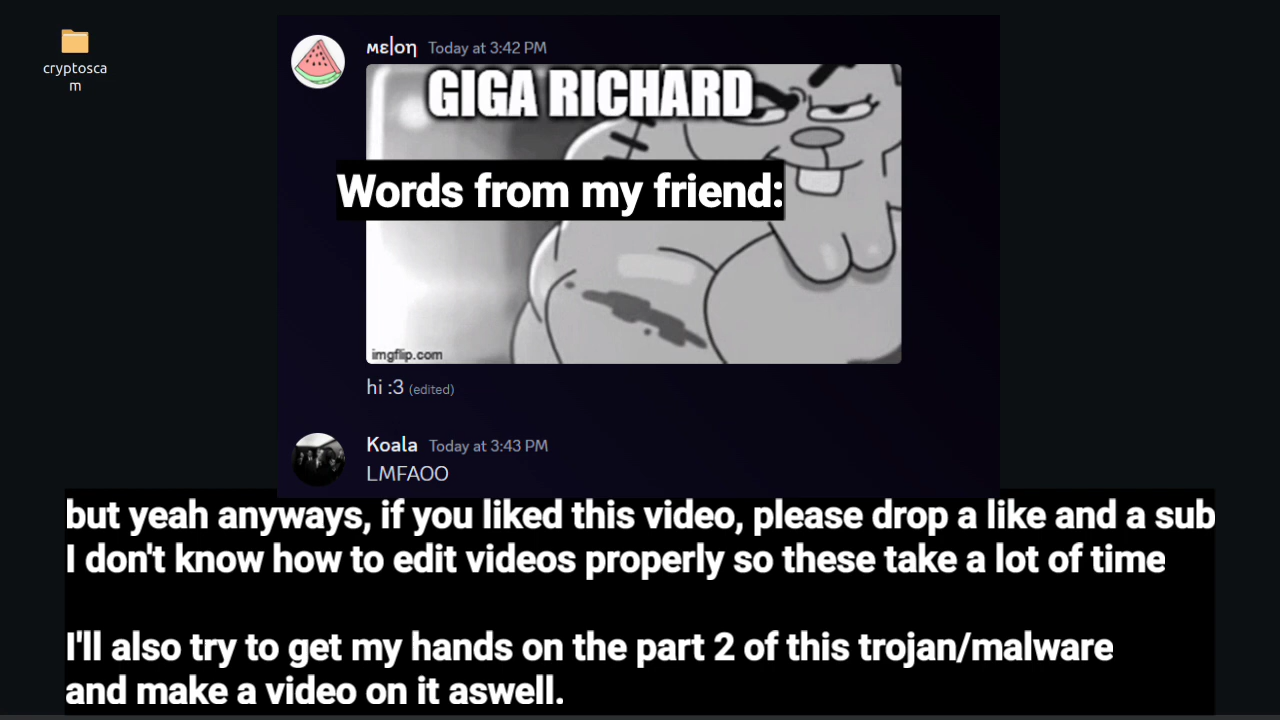 cryptosca
m
мε|οη Today at 3:42 PM
GIGA RICHARD
Words from my friend:
imgflip.com
hi :3 (edited)
Koala Today at 3:43 PM
LMFAOO
but yeah anyways, if you liked this video, please drop a like and a sub
I don't know how to edit videos properly so these take a lot of time
I'll also try to get my hands on the part 2 of this trojan/malware
and make a video on it aswell.